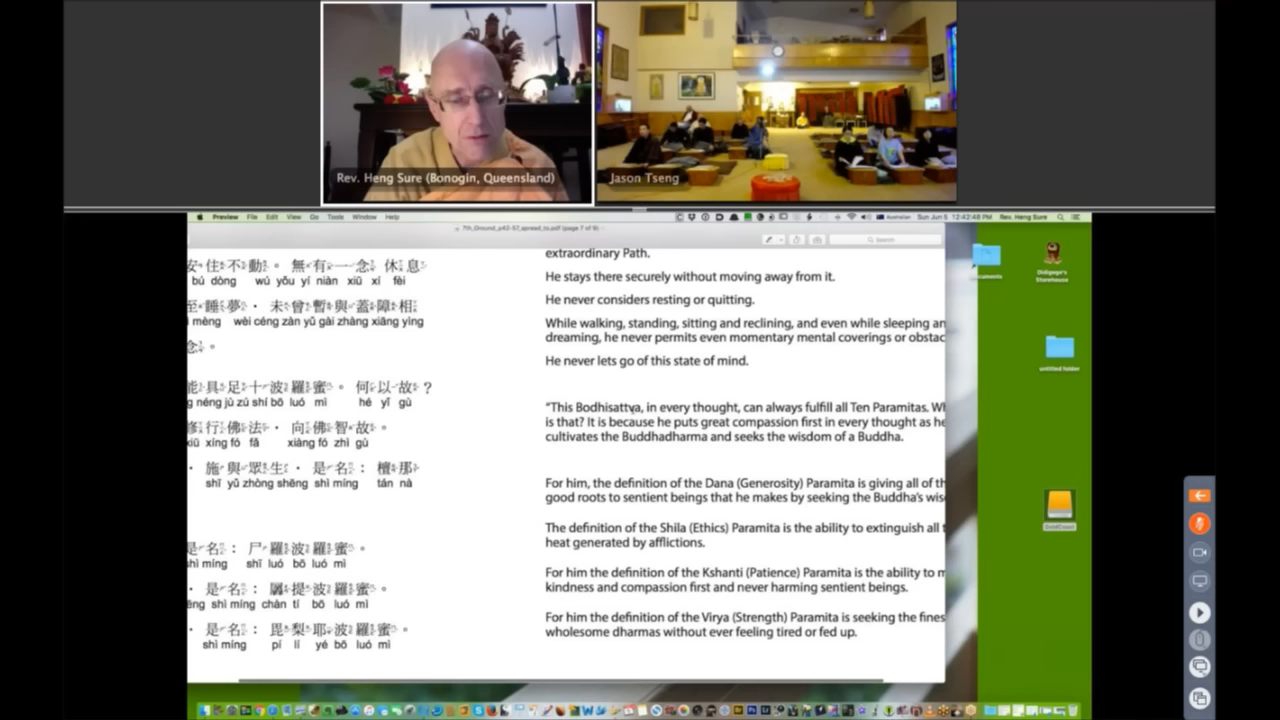 Rev. Heng Sure (Bonogin, Queensland)
Jason Tseng
Preview File Edit View Go Tools Window Help
Australian Sun Jun 5 12:42:48 PM Rev. Heng Sure
7th_Ground_p42-57_spread_to.pdf (page 7 of 9)
Search
安住不動。無有一念休息
bú dòng wú yǒu yí niàn xiū xí fèi
至睡夢,未曾暫與蓋障相
mèng wèi céng zàn yǔ gài zhàng xiāng yìng
念。
能具足十波羅蜜。何以故?
néng jù zú shí bō luó mì hé yǐ gù
修行佛法,向佛智故。
xiū xíng fó fǎ xiàng fó zhì gù
,施與眾生,是名:檀那
shī yǔ zhòng shēng shì míng tán nà
是名:尸羅波羅蜜。
shì míng shī luó bō luó mì
,是名:羼提波羅蜜。
shì míng chàn tí bō luó mì
,是名:毘梨耶波羅蜜。
shì míng pí lí yé bō luó mì
extraordinary Path.
He stays there securely without moving away from it.
He never considers resting or quitting.
While walking, standing, sitting and reclining, and even while sleeping an
dreaming, he never permits even momentary mental coverings or obstac
He never lets go of this state of mind.
“This Bodhisattva, in every thought, can always fulfill all Ten Paramitas. Wh
is that? It is because he puts great compassion first in every thought as he
cultivates the Buddhadharma and seeks the wisdom of a Buddha.
For him, the definition of the Dana (Generosity) Paramita is giving all of th
good roots to sentient beings that he makes by seeking the Buddha's wis
The definition of the Shila (Ethics) Paramita is the ability to extinguish all t
heat generated by afflictions.
For him the definition of the Kshanti (Patience) Paramita is the ability to m
kindness and compassion first and never harming sentient beings.
For him the definition of the Virya (Strength) Paramita is seeking the fines
wholesome dharmas without ever feeling tired or fed up.
ocuments
Didigogo's
Storehouse
untitled folder
GoldCoast